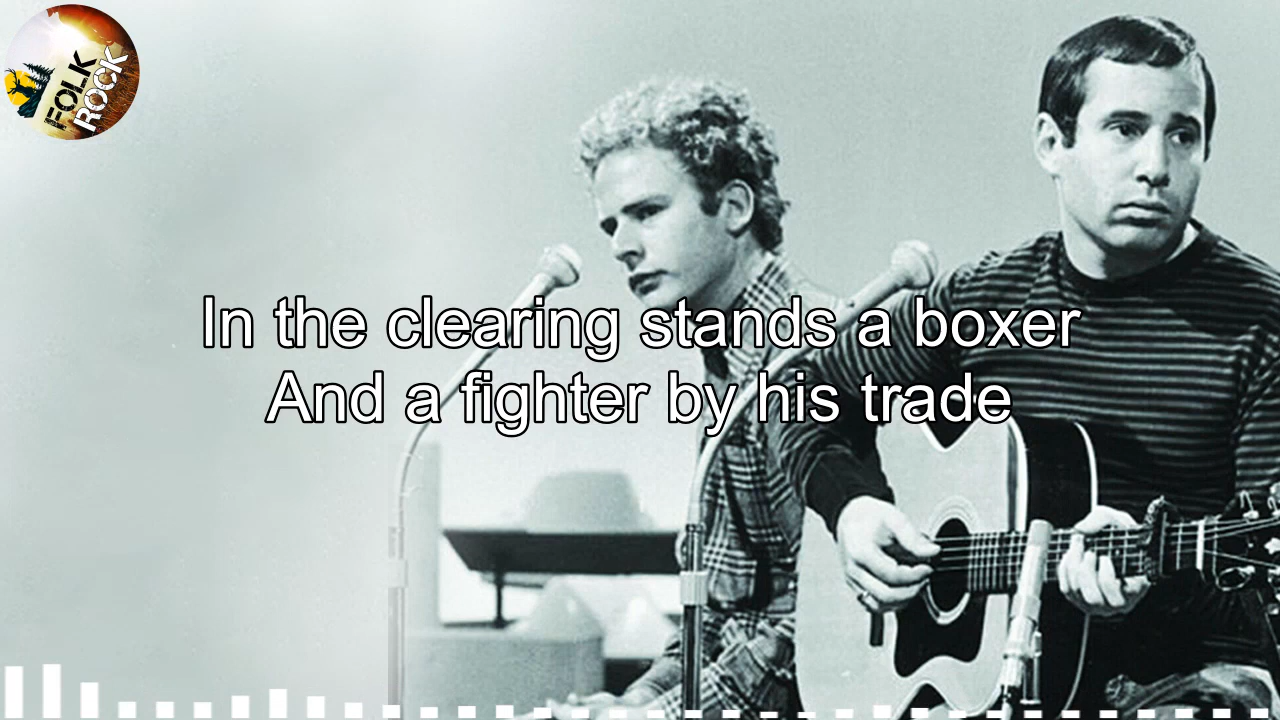 FOLK
ROCK
In the clearing stands a boxer
And a fighter by his trade